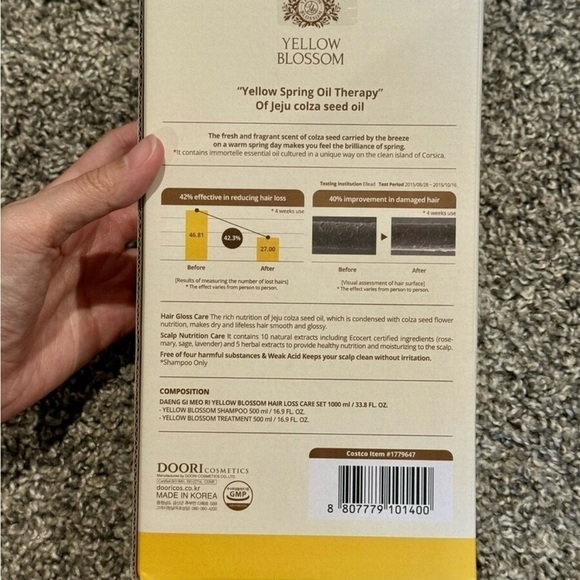 YELLOW
BLOSSOM
“Yellow Spring Oil Therapy”
Of Jeju colza seed oil
The fresh and fragrant scent of colza seed carried by the breeze
on a warm spring day makes you feel the brilliance of spring.
*It contains immortelle essential oil cultured in a unique way on the clean island of Corsica.
Testing Institution Ellead Test Period 2015/08/28 - 2015/10/16
42% effective in reducing hair loss
* 4 weeks use
46.81
42.3%
27.00
Before
After
[Results of measuring the number of lost hairs]
* The effect varies from person to person.
40% improvement in damaged hair
* 4 weeks use
Before
After
[Visual assessment of hair surface]
* The effect varies from person to person.
Hair Gloss Care The rich nutrition of Jeju colza seed oil, which is condensed with colza seed flower
nutrition, makes dry and lifeless hair smooth and glossy.
Scalp Nutrition Care It contains 10 natural extracts including Ecocert certified ingredients (rose-
mary, sage, lavender) and 5 herbal extracts to provide healthy nutrition and moisturizing to the scalp.
Free of four harmful substances & Weak Acid Keeps your scalp clean without irritation.
*Shampoo Only
COMPOSITION
DAENG GI MEO RI YELLOW BLOSSOM HAIR LOSS CARE SET 1000 ml / 33.8 FL. OZ.
- YELLOW BLOSSOM SHAMPOO 500 ml / 16.9 FL. OZ.
- YELLOW BLOSSOM TREATMENT 500 ml / 16.9 FL. OZ.
DOORI COSMETICS
Manufactured by DOORI COSMETICS CO.,LTD
dooricos.co.kr
MADE IN KOREA
GMP
Costco Item #1779647
8 807779 101400